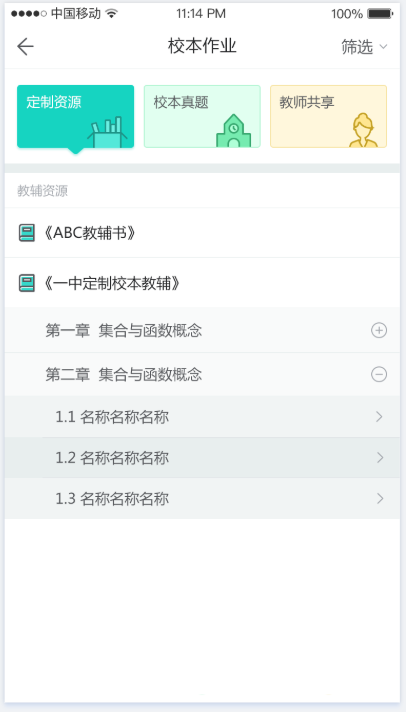 中国移动 11:14 PM 100%
校本作业 筛选
定制资源 校本真题 教师共享
教辅资源
《ABC教辅书》
《一中定制校本教辅》
第一章 集合与函数概念
第二章 集合与函数概念
1.1 名称名称名称
1.2 名称名称名称
1.3 名称名称名称